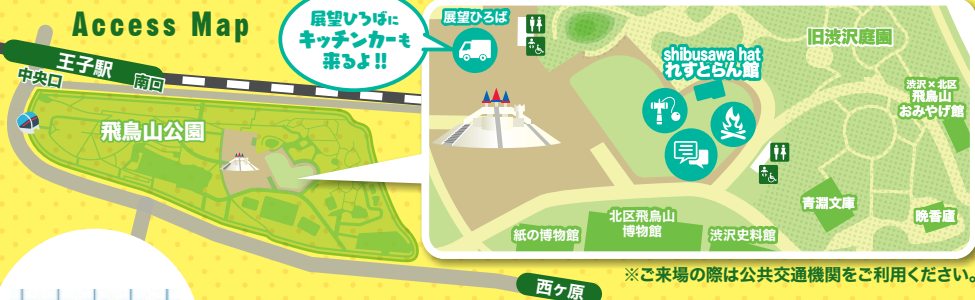 Access Map
展望ひろばに
キッチンカーも
来るよ!!
展望ひろば
旧渋沢庭園
王子駅
中央口
南口
shibusawa hat
れすとらん館
渋沢×北区
飛鳥山
おみやげ館
飛鳥山公園
青淵文庫
晩香廬
紙の博物館
北区飛鳥山
博物館
渋沢史料館
※ご来場の際は公共交通機関をご利用ください。
西ヶ原